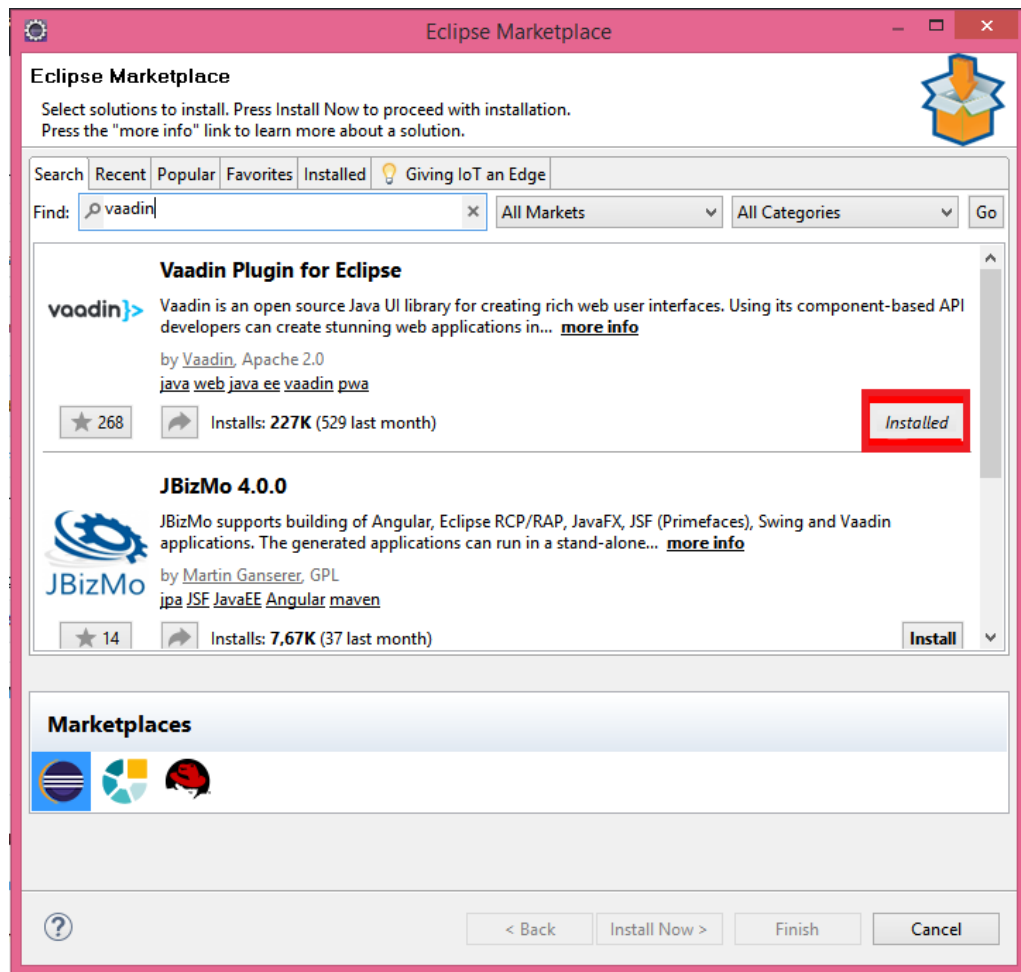 Eclipse Marketplace
Eclipse Marketplace
Select solutions to install. Press Install Now to proceed with installation.
Press the "more info" link to learn more about a solution.
Search Recent Popular Favorites Installed Giving IoT an Edge
Find: vaadin All Markets All Categories Go
Vaadin Plugin for Eclipse
vaadin}>
Vaadin is an open source Java UI library for creating rich web user interfaces. Using its component-based API
developers can create stunning web applications in... more info
by Vaadin, Apache 2.0
java web java ee vaadin pwa
268 Installs: 227K (529 last month) Installed
JBizMo 4.0.0
JBizMo
JBizMo supports building of Angular, Eclipse RCP/RAP, JavaFX, JSF (Primefaces), Swing and Vaadin
applications. The generated applications can run in a stand-alone... more info
by Martin Ganserer, GPL
jpa JSF JavaEE Angular maven
14 Installs: 7,67K (37 last month) Install
Marketplaces
? < Back Install Now > Finish Cancel